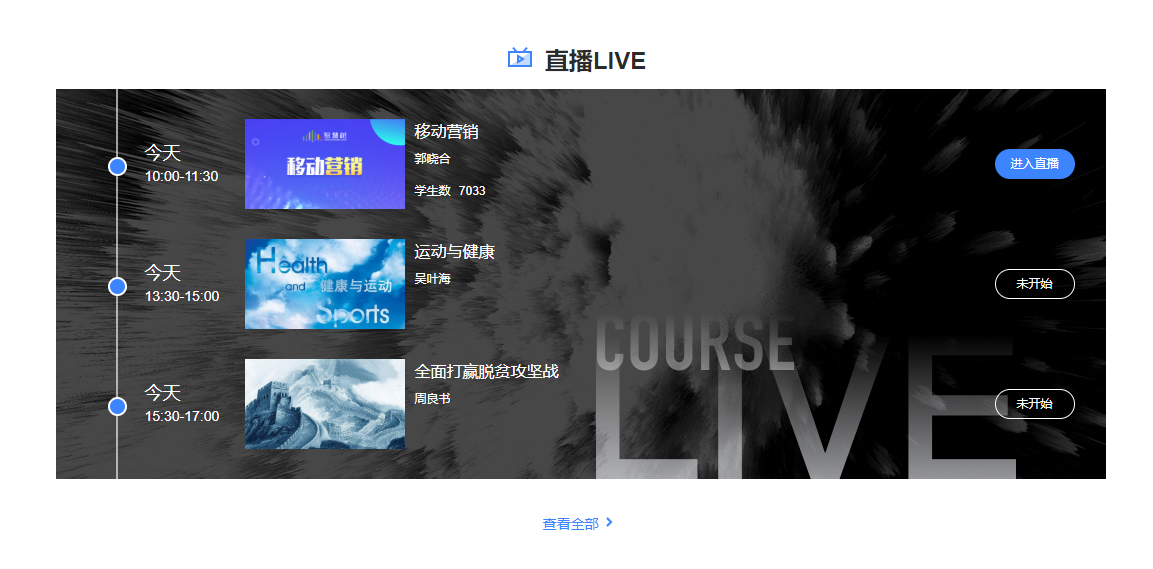 直播LIVE
今天
10:00-11:30
智慧树
移动营销
移动营销
郭晓合
学生数 7033
进入直播
今天
13:30-15:00
Health
and 健康与运动
Sports
运动与健康
吴叶海
未开始
今天
15:30-17:00
全面打赢脱贫攻坚战
周良书
未开始
COURSE
LIVE
查看全部